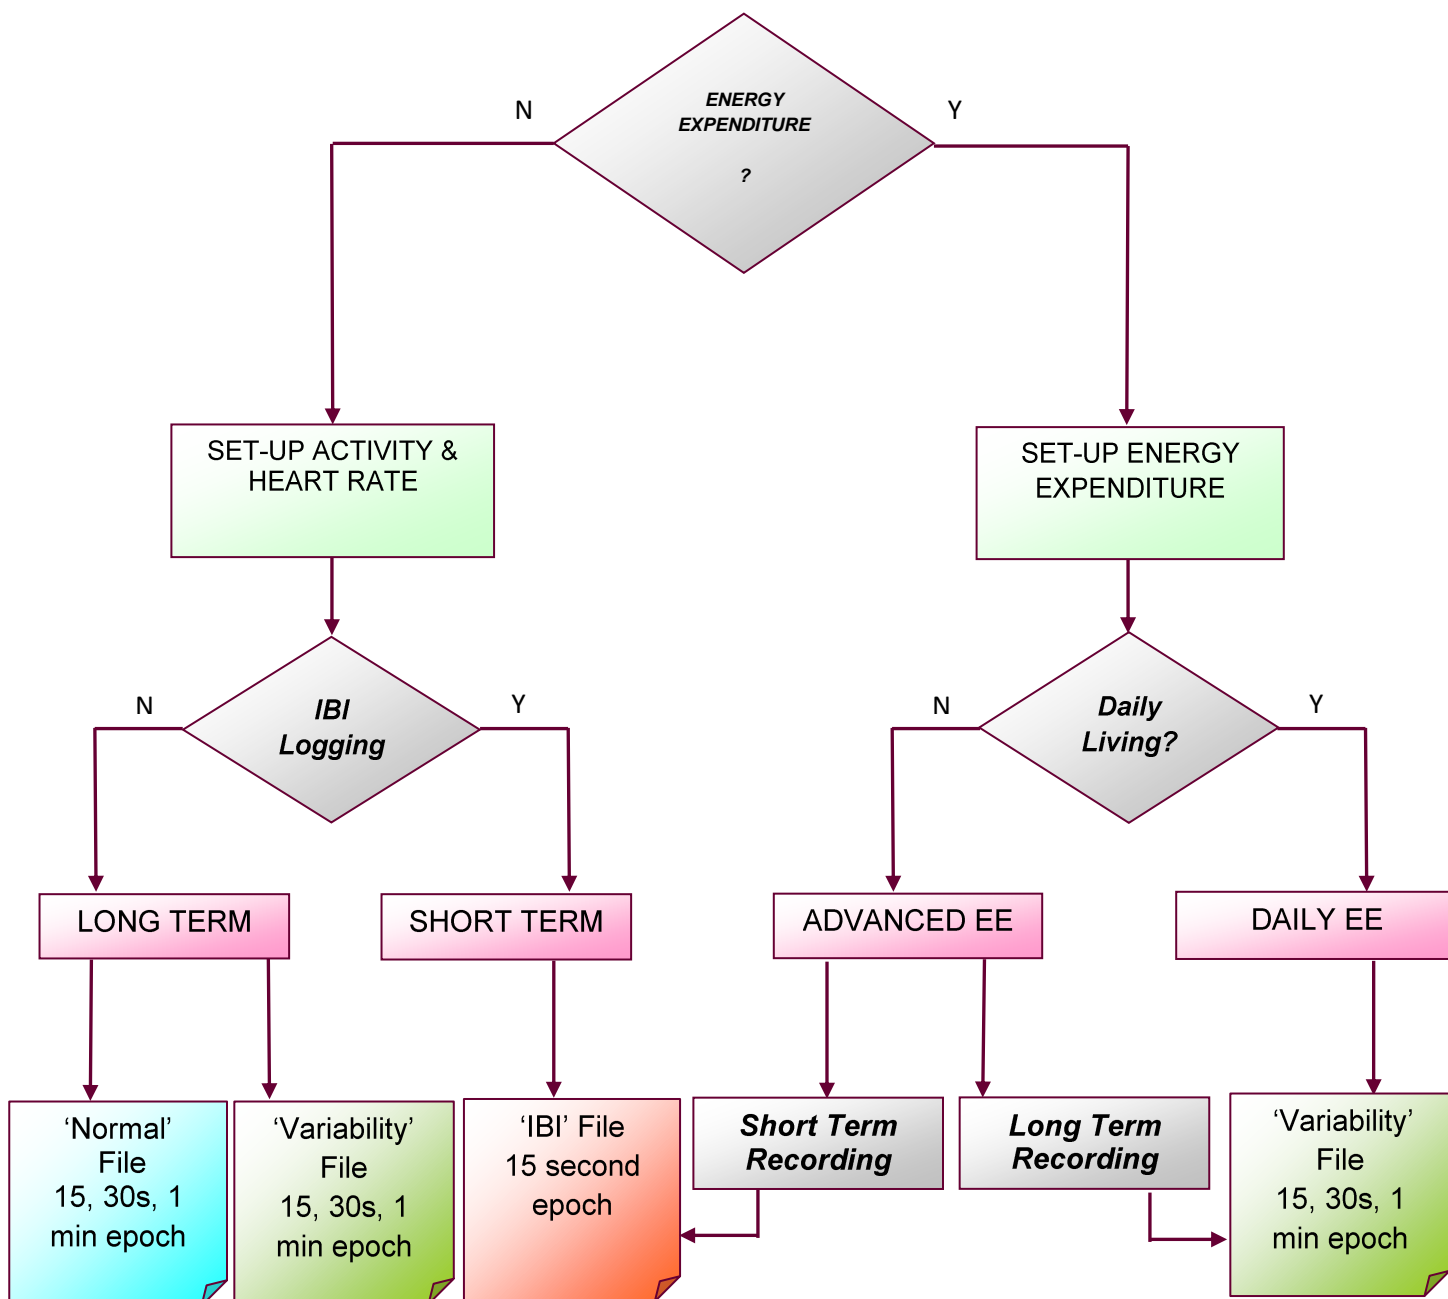 ENERGY
EXPENDITURE
?
N
Y
SET-UP ACTIVITY &
HEART RATE
SET-UP ENERGY
EXPENDITURE
N
IBI
Logging
Y
N
Daily
Living?
Y
LONG TERM
SHORT TERM
ADVANCED EE
DAILY EE
‘Normal’
File
15, 30s, 1
min epoch
‘Variability’
File
15, 30s, 1
min epoch
‘IBI’ File
15 second
epoch
Short Term
Recording
Long Term
Recording
‘Variability’
File
15, 30s, 1
min epoch